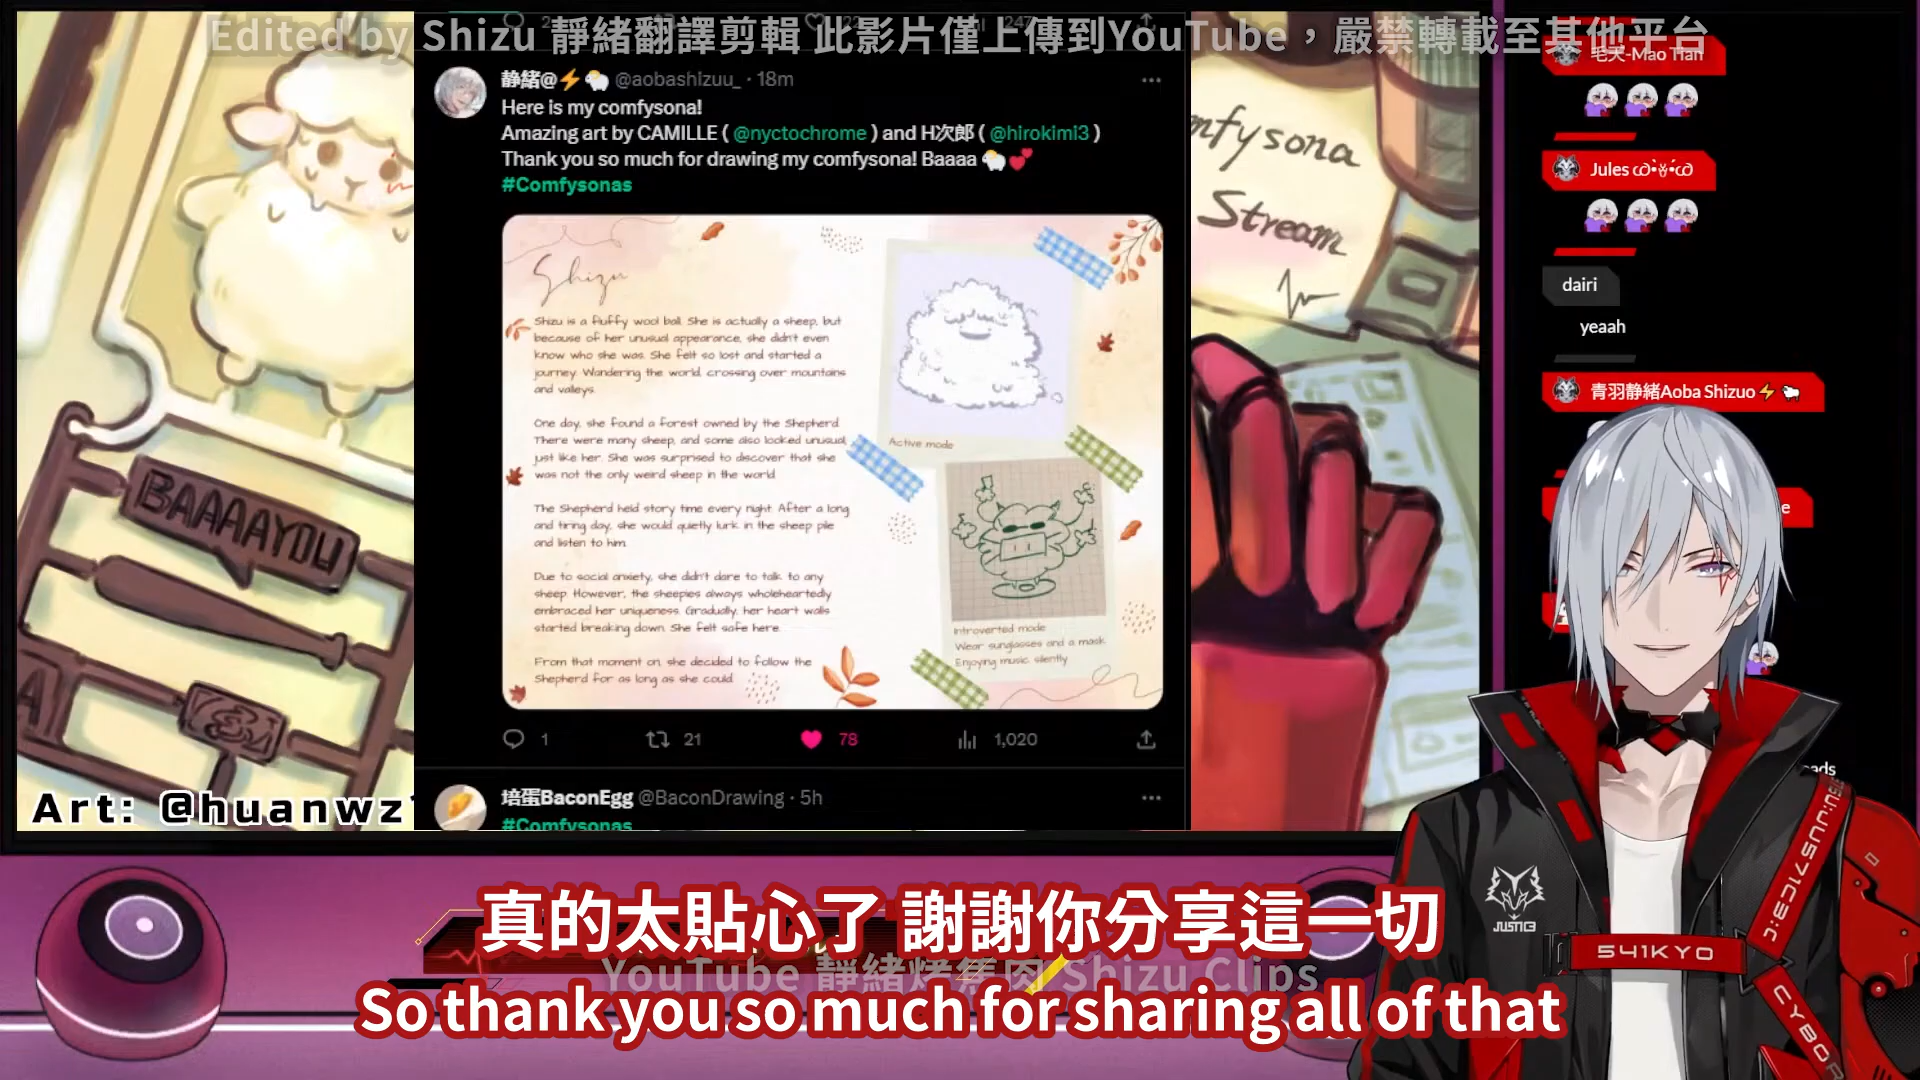 Edited by Shizu 靜緒翻譯剪輯 此影片僅上傳到YouTube，嚴禁轉載至其他平台
静緒@⚡🐑 @aobashizuu_ · 18m
Here is my comfysona!
Amazing art by CAMILLE ( @nyctochrome ) and H次郎 ( @hirokimi3 )
Thank you so much for drawing my comfysona! Baaaa 🐑💕
#Comfysonas
Shizu
Shizu is a fluffy wool ball. She is actually a sheep, but
because of her unusual appearance, she didn't even
know who she was. She felt so lost and started a
journey. Wandering the world, crossing over mountains
and valleys.
One day, she found a forest owned by the Shepherd.
There were many sheep, and some also looked unusual,
just like her. She was surprised to discover that she
was not the only weird sheep in the world.
The Shepherd held story time every night. After a long
and tiring day, she would quietly lurk in the sheep pile
and listen to him.
Due to social anxiety, she didn't dare to talk to any
sheep. However, the sheepies always wholeheartedly
embraced her uniqueness. Gradually, her heart walls
started breaking down. She felt safe here.
From that moment on, she decided to follow the
Shepherd for as long as she could.
Active mode
Introverted mode
Wear sunglasses and a mask
Enjoying music silently
1 21 78 1,020
培蛋BaconEgg @BaconDrawing · 5h
#Comfysonas
mfysona
Stream
BAAAAYOU
Art: @huanwz
毛天-Mao Tian
Jules
dairi
yeaah
青羽静緒Aoba Shizuo⚡🐑
JUSTIC3
541KYO
CYBOR
真的太貼心了 謝謝你分享這一切
YouTube 靜緒烤焦肉 Shizu Clips
So thank you so much for sharing all of that